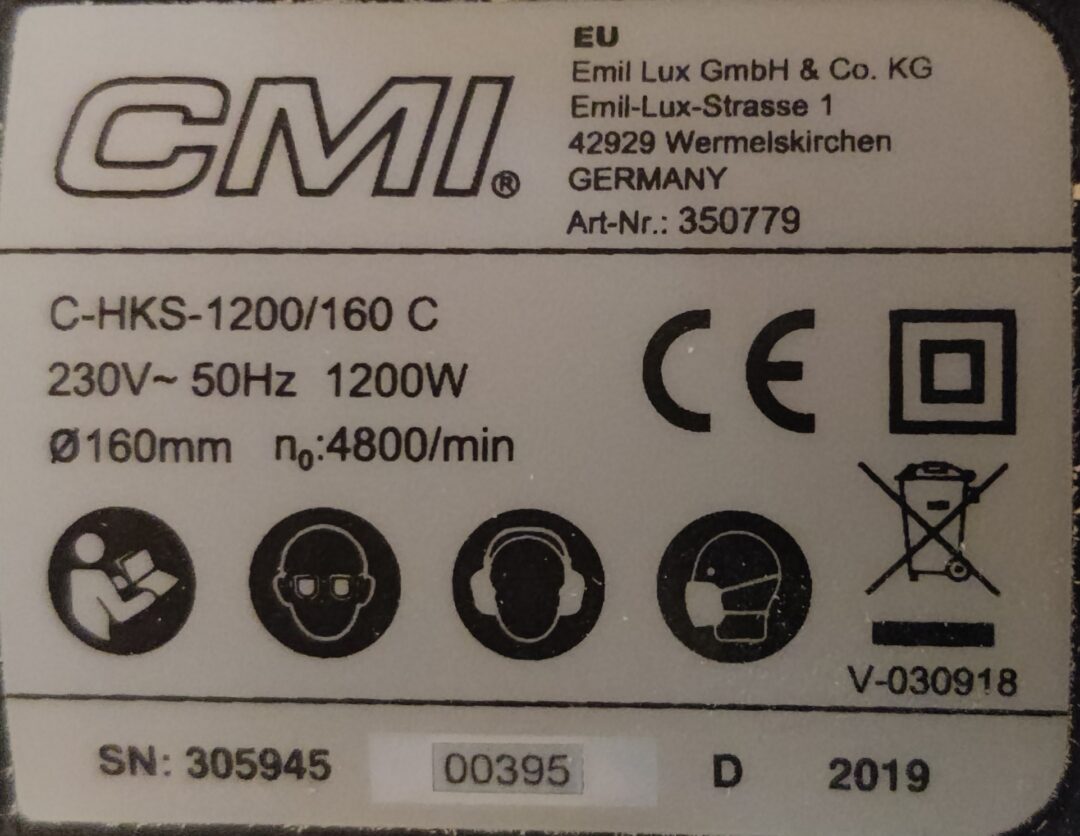 CMI®
EU
Emil Lux GmbH & Co. KG
Emil-Lux-Strasse 1
42929 Wermelskirchen
GERMANY
Art-Nr.: 350779
C-HKS-1200/160 C
230V~ 50Hz 1200W
Ø160mm n₀:4800/min
CE
V-030918
SN: 305945 00395 D 2019